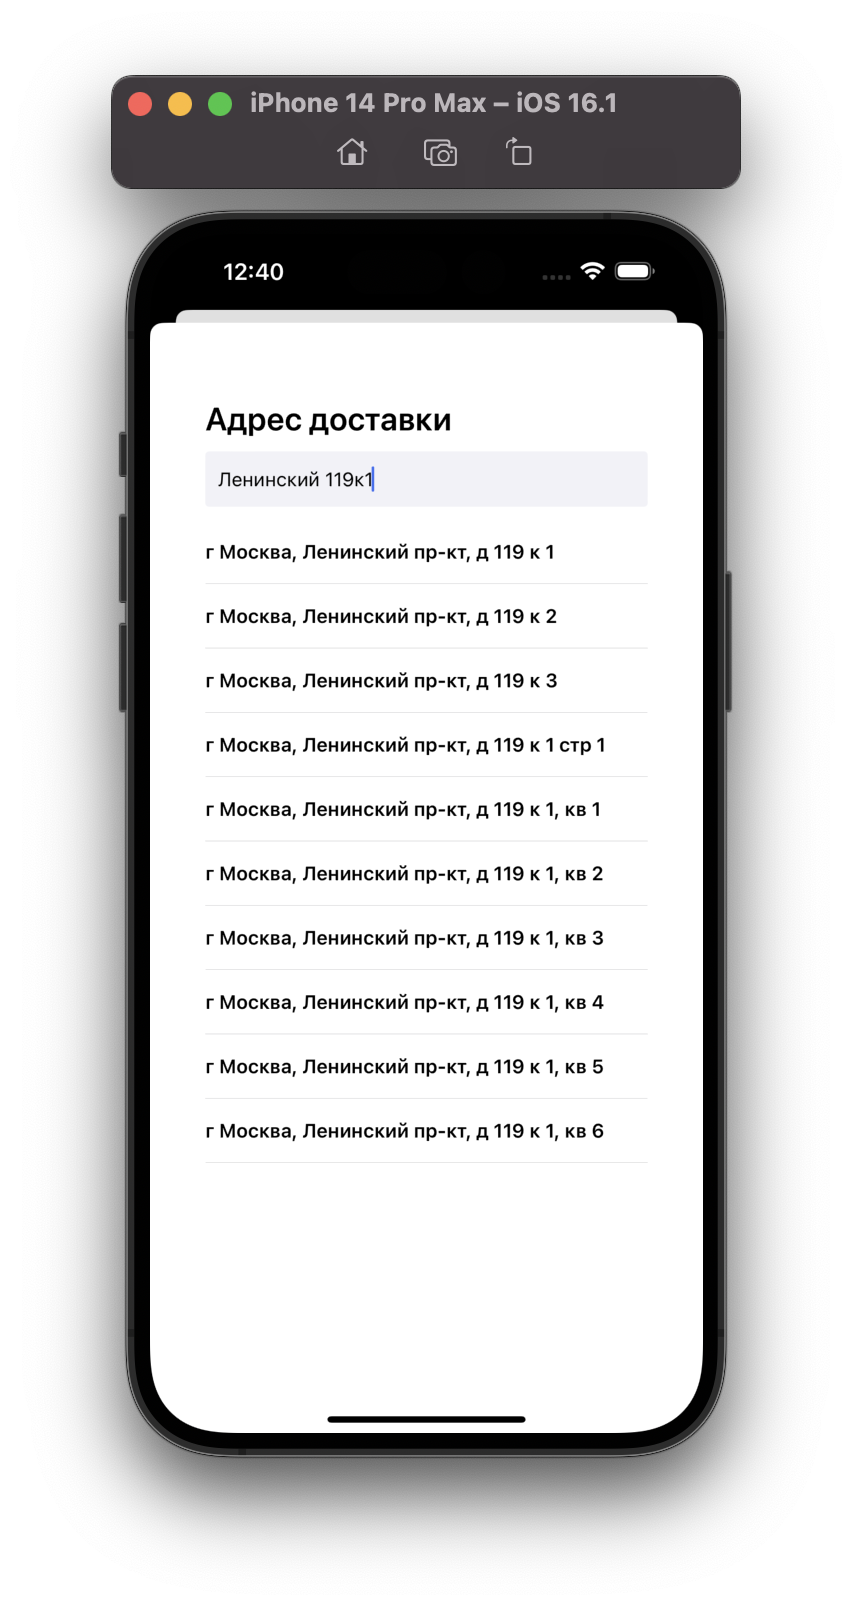 iPhone 14 Pro Max – iOS 16.1
12:40
Адрес доставки
Ленинский 119к1
г Москва, Ленинский пр-кт, д 119 к 1
г Москва, Ленинский пр-кт, д 119 к 2
г Москва, Ленинский пр-кт, д 119 к 3
г Москва, Ленинский пр-кт, д 119 к 1 стр 1
г Москва, Ленинский пр-кт, д 119 к 1, кв 1
г Москва, Ленинский пр-кт, д 119 к 1, кв 2
г Москва, Ленинский пр-кт, д 119 к 1, кв 3
г Москва, Ленинский пр-кт, д 119 к 1, кв 4
г Москва, Ленинский пр-кт, д 119 к 1, кв 5
г Москва, Ленинский пр-кт, д 119 к 1, кв 6